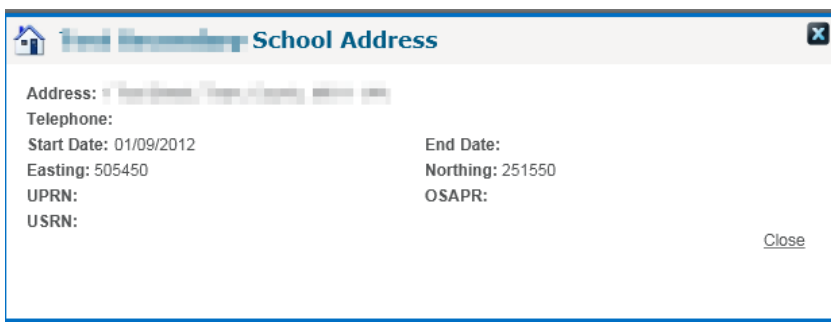 School Address
Address:
Telephone:
Start Date: 01/09/2012 End Date:
Easting: 505450 Northing: 251550
UPRN: OSAPR:
USRN:
Close